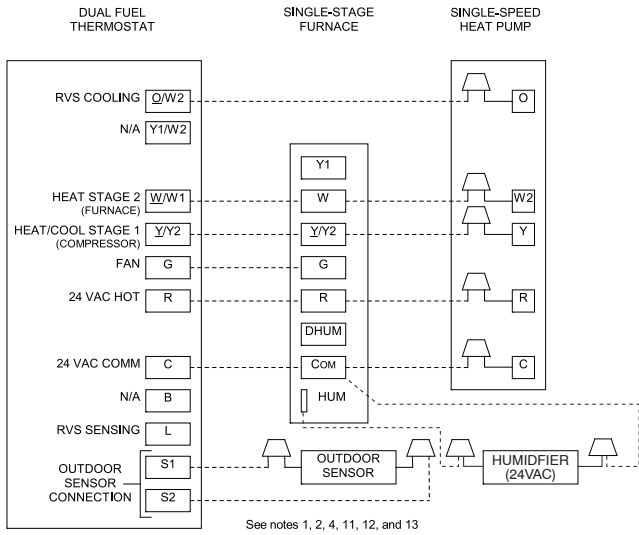 DUAL FUEL
THERMOSTAT
SINGLE-STAGE
FURNACE
SINGLE-SPEED
HEAT PUMP
RVS COOLING
O/W2
O
N/A
Y1/W2
Y1
HEAT STAGE 2
(FURNACE)
W/W1
W
W2
HEAT/COOL STAGE 1
(COMPRESSOR)
Y/Y2
Y/Y2
Y
FAN
G
G
24 VAC HOT
R
R
R
DHUM
24 VAC COMM
C
COM
C
N/A
B
HUM
RVS SENSING
L
OUTDOOR
SENSOR
CONNECTION
S1
S2
OUTDOOR
SENSOR
HUMIDFIER
(24VAC)
See notes 1, 2, 4, 11, 12, and 13